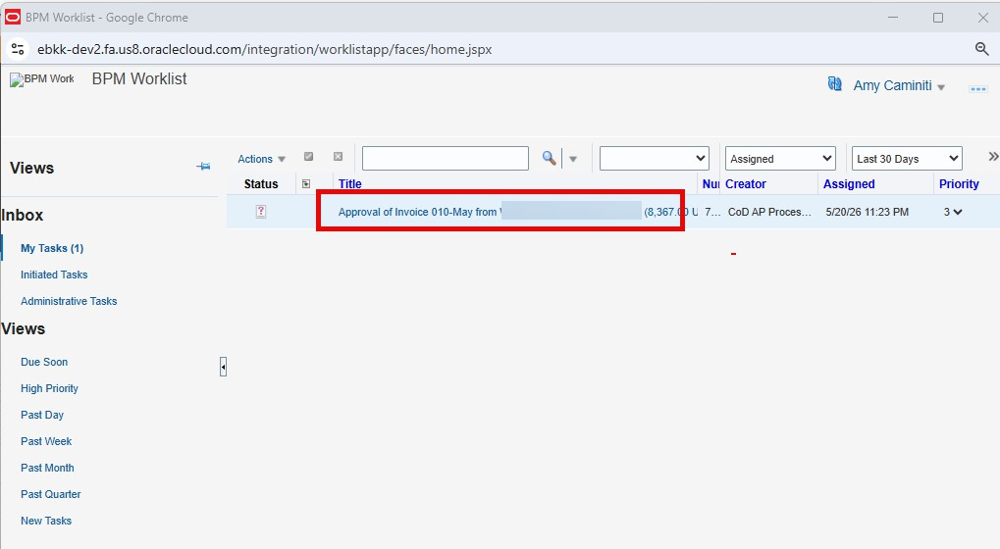 BPM Worklist - Google Chrome
ebkk-dev2.fa.us8.oraclecloud.com/integration/worklistapp/faces/home.jspx
BPM Work BPM Worklist Amy Caminiti
Views
Actions Assigned Last 30 Days
Status Title Nu Creator Assigned Priority
Approval of Invoice 010-May from (8,367.00 U 7... CoD AP Proces... 5/20/26 11:23 PM 3
Inbox
My Tasks (1)
Initiated Tasks
Administrative Tasks
Views
Due Soon
High Priority
Past Day
Past Week
Past Month
Past Quarter
New Tasks